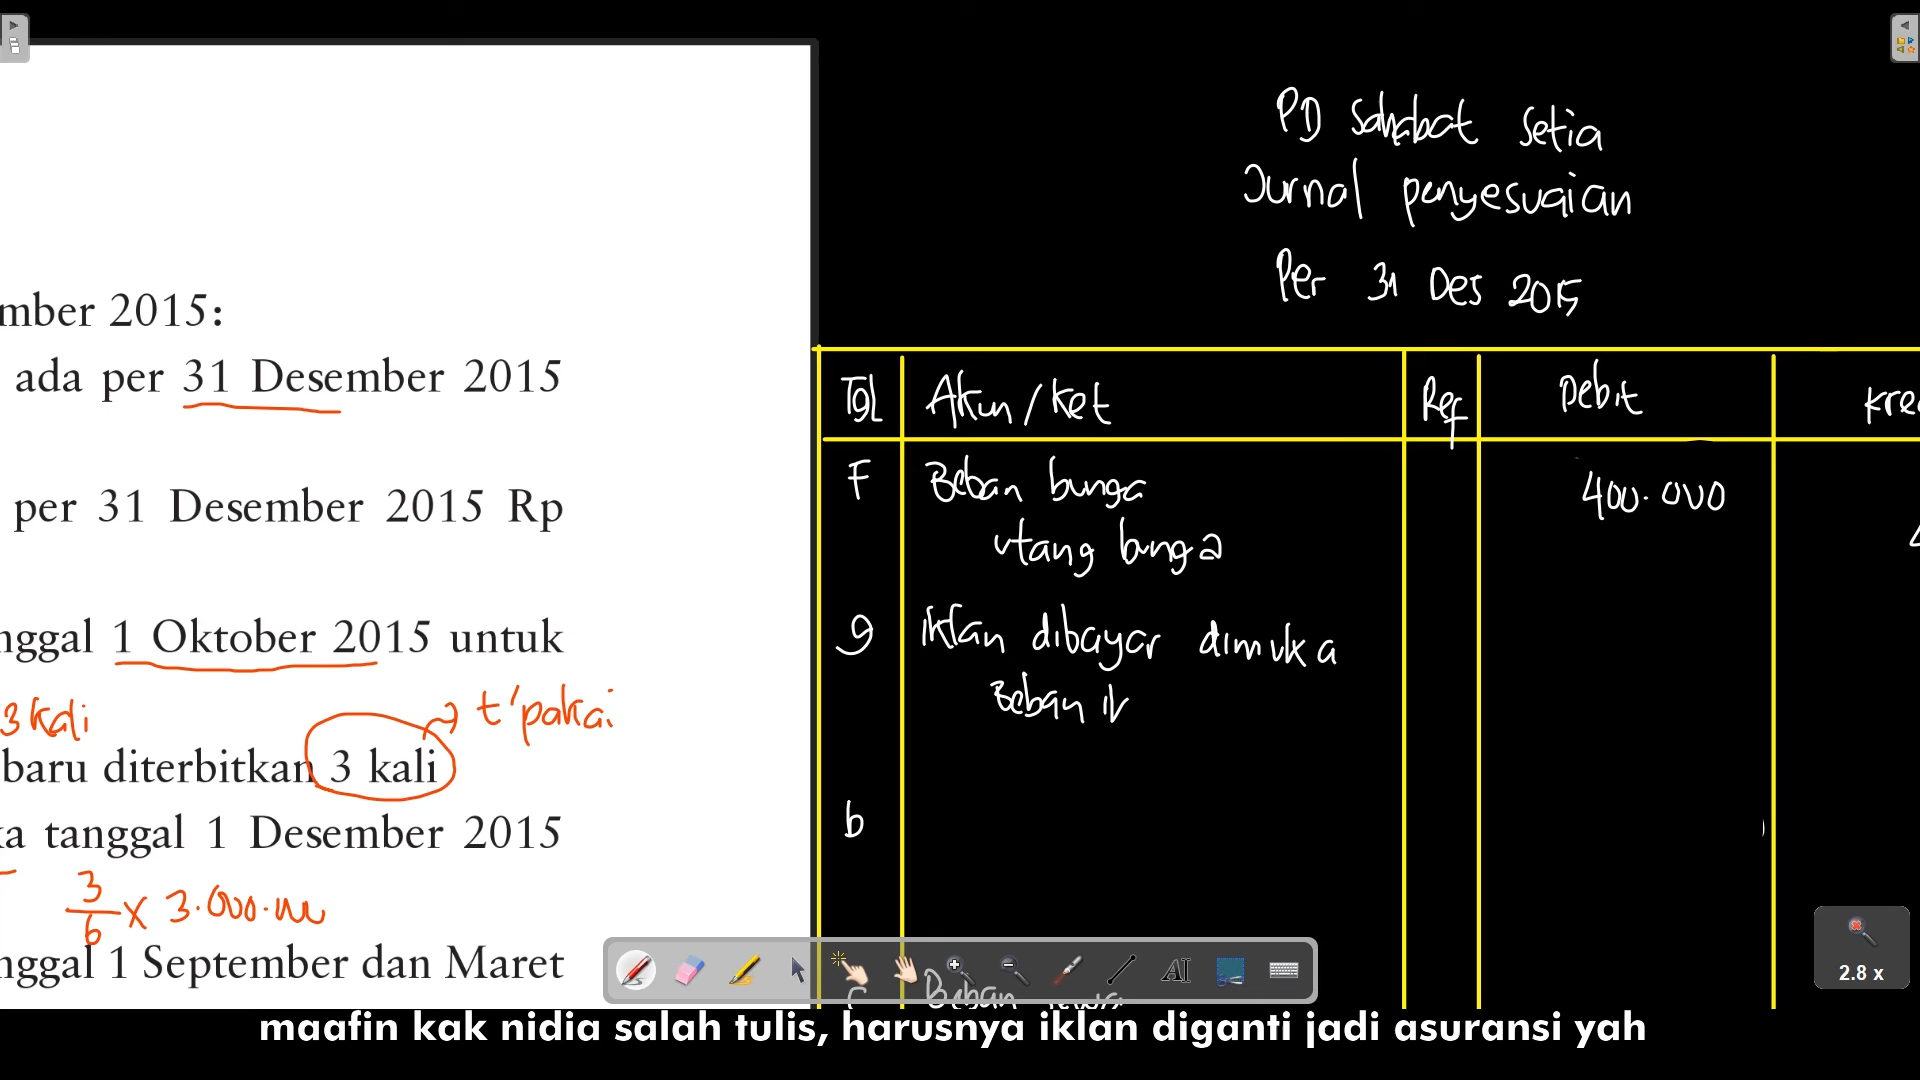 mber 2015:
ada per 31 Desember 2015
per 31 Desember 2015 Rp
nggal 1 Oktober 2015 untuk
3 kali
t'pakai
baru diterbitkan 3 kali
ka tanggal 1 Desember 2015
3/6 x 3.000.000
nggal 1 September dan Maret
PD Sahabat Setia
Jurnal penyesuaian
Per 31 Des 2015
Tgl Akun/ket Ref Debit kre
F Beban bunga 400.000
utang bunga
g iklan dibayar dimuka
Beban ik
b
c Beban
AI
2.8 x
maafin kak nidia salah tulis, harusnya iklan diganti jadi asuransi yah